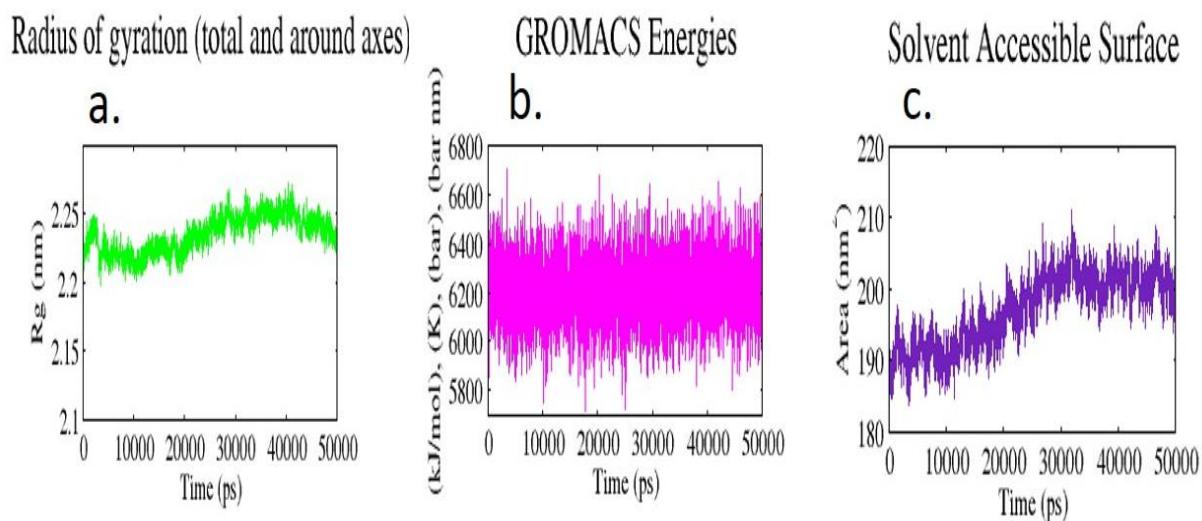 Radius of gyration (total and around axes)
a.
Rg (nm)
2.25
2.2
2.15
2.1
0 10000 20000 30000 40000 50000
Time (ps)
GROMACS Energies
b.
(kJ/mol), (K), (bar), (bar nm)
6800
6600
6400
6200
6000
5800
0 10000 20000 30000 40000 50000
Time (ps)
Solvent Accessible Surface
c.
Area (nm²)
220
210
200
190
180
0 10000 20000 30000 40000 50000
Time (ps)